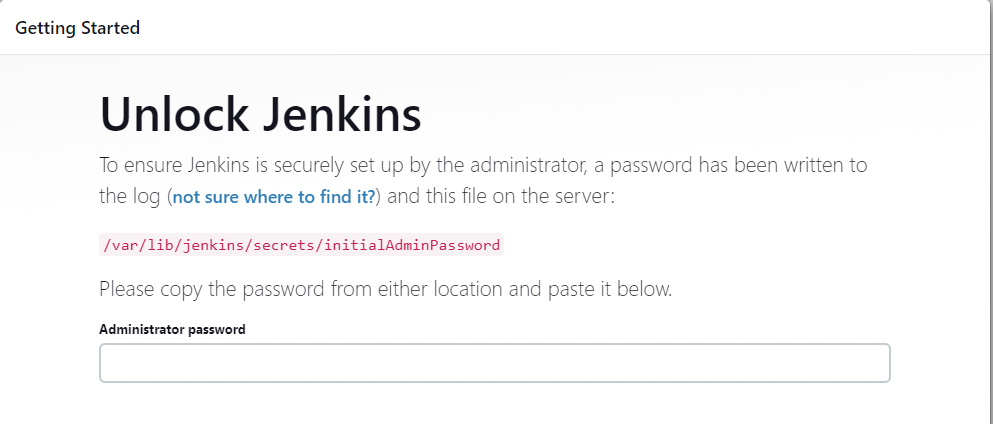 Getting Started
Unlock Jenkins
To ensure Jenkins is securely set up by the administrator, a password has been written to
the log (not sure where to find it?) and this file on the server:
/var/lib/jenkins/secrets/initialAdminPassword
Please copy the password from either location and paste it below.
Administrator password